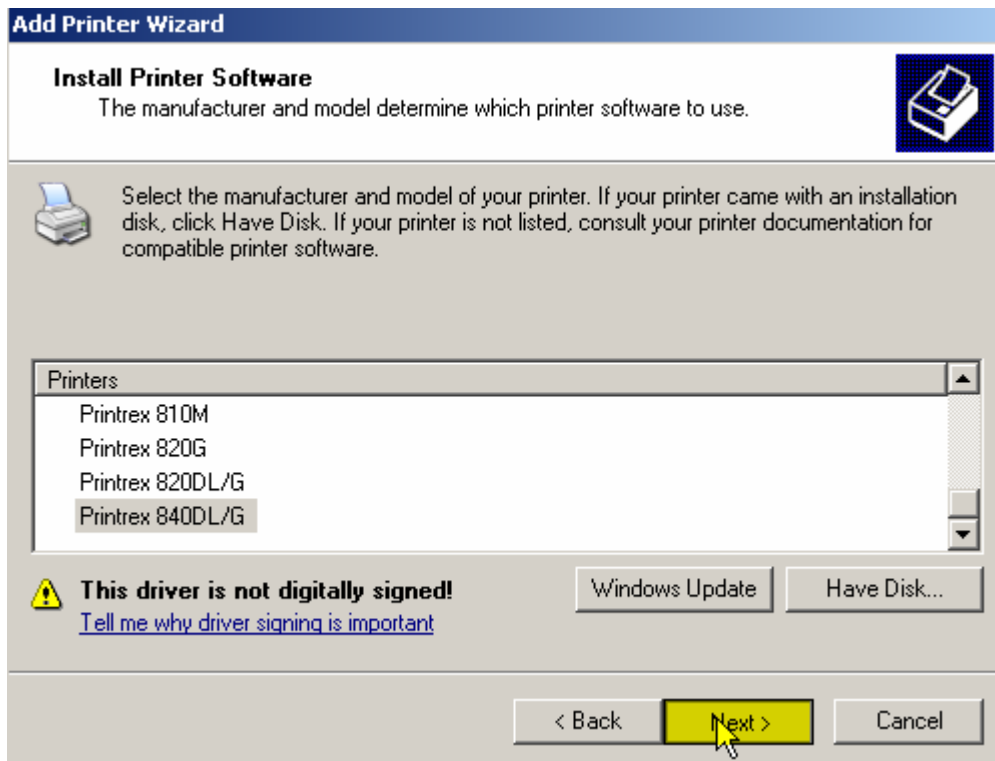 Add Printer Wizard
Install Printer Software
The manufacturer and model determine which printer software to use.
Select the manufacturer and model of your printer. If your printer came with an installation
disk, click Have Disk. If your printer is not listed, consult your printer documentation for
compatible printer software.
Printers
Printrex 810M
Printrex 820G
Printrex 820DL/G
Printrex 840DL/G
This driver is not digitally signed!
Tell me why driver signing is important
Windows Update
Have Disk...
< Back
Next >
Cancel